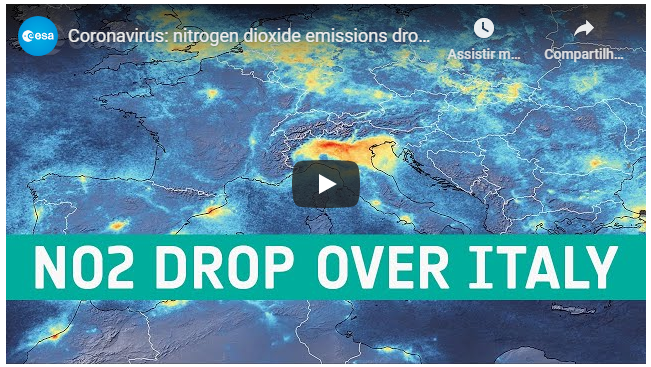 esa
Coronavirus: nitrogen dioxide emissions dro...
Assistir m...
Compartilh...
NO2 DROP OVER ITALY